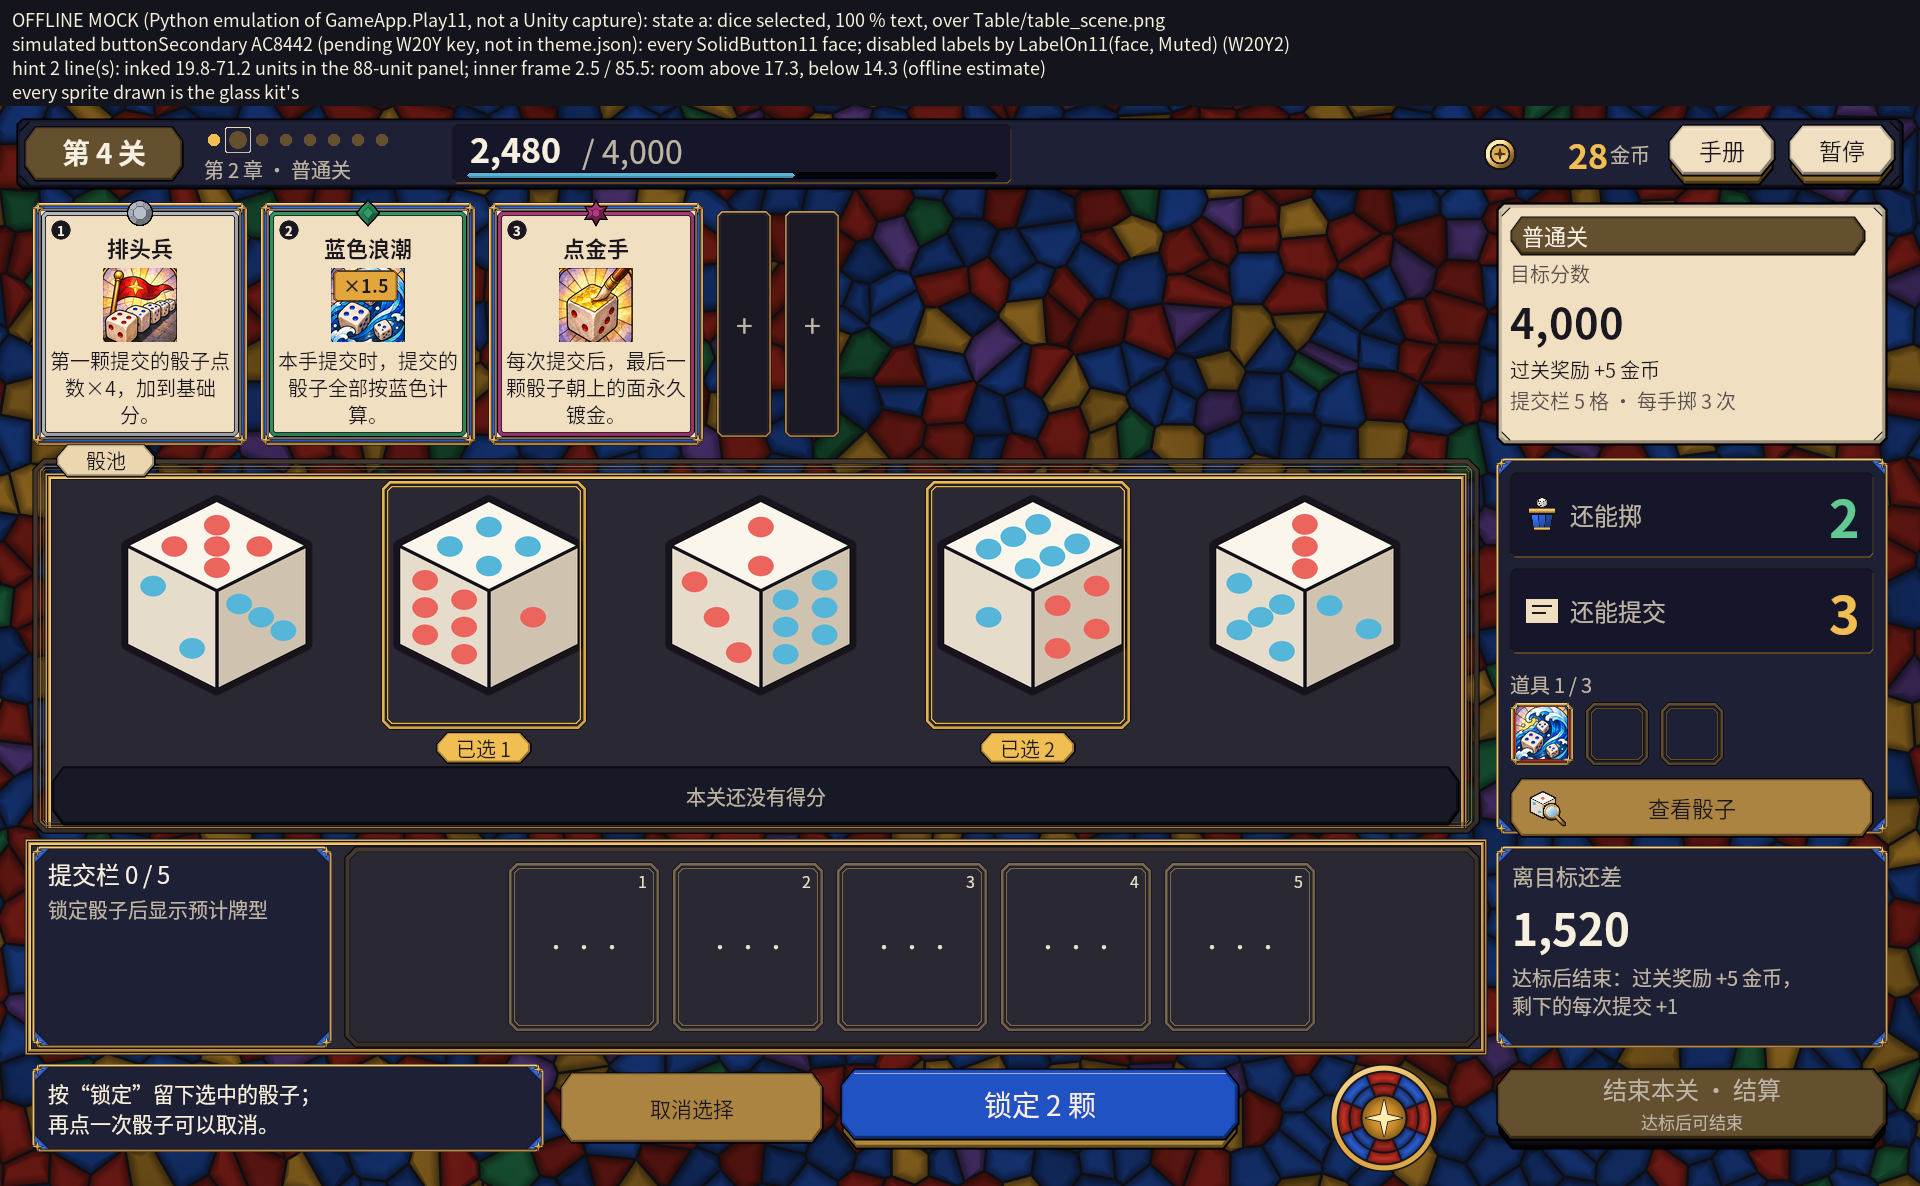 OFFLINE MOCK (Python emulation of GameApp.Play11, not a Unity capture): state a: dice selected, 100 % text, over Table/table_scene.png
simulated buttonSecondary AC8442 (pending W20Y key, not in theme.json): every SolidButton11 face; disabled labels by LabelOn11(face, Muted) (W20Y2)
hint 2 line(s): inked 19.8-71.2 units in the 88-unit panel; inner frame 2.5 / 85.5: room above 17.3, below 14.3 (offline estimate)
every sprite drawn is the glass kit's
第 4 关
第 2 章 · 普通关
2,480 / 4,000
28金币
手册
暂停
1
排头兵
第一颗提交的骰子点
数×4，加到基础
分。
2
蓝色浪潮
×1.5
本手提交时，提交的
骰子全部按蓝色计
算。
3
点金手
每次提交后，最后一
颗骰子朝上的面永久
镀金。
+
+
普通关
目标分数
4,000
过关奖励 +5 金币
提交栏 5 格 · 每手掷 3 次
骰池
已选 1
已选 2
本关还没有得分
还能掷
2
还能提交
3
道具 1 / 3
查看骰子
提交栏 0 / 5
锁定骰子后显示预计牌型
1
2
3
4
5
离目标还差
1,520
达标后结束：过关奖励 +5 金币，
剩下的每次提交 +1
按“锁定”留下选中的骰子；
再点一次骰子可以取消。
取消选择
锁定 2 颗
结束本关 · 结算
达标后可结束